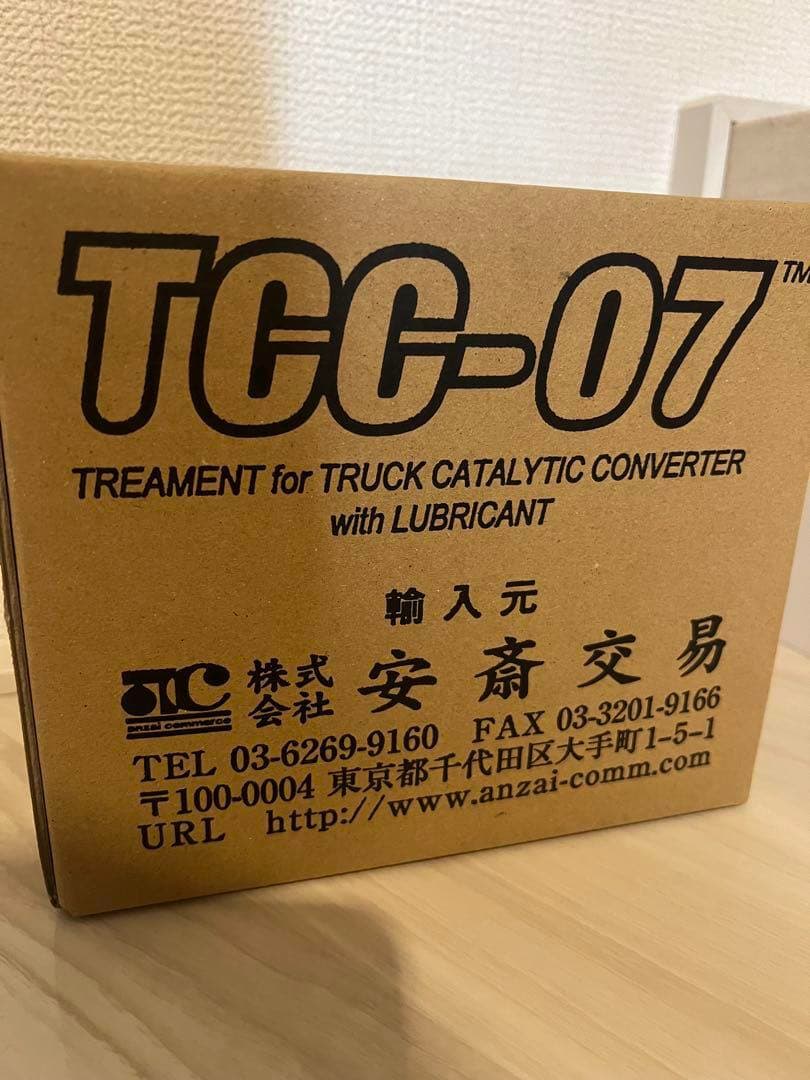 TCC-07™
TREAMENT for TRUCK CATALYTIC CONVERTER
with LUBRICANT
輸入元
anzai commerce
株式会社 安斎交易
TEL 03-6269-9160 FAX 03-3201-9166
〒100-0004 東京都千代田区大手町1-5-1
URL http://www.anzai-comm.com